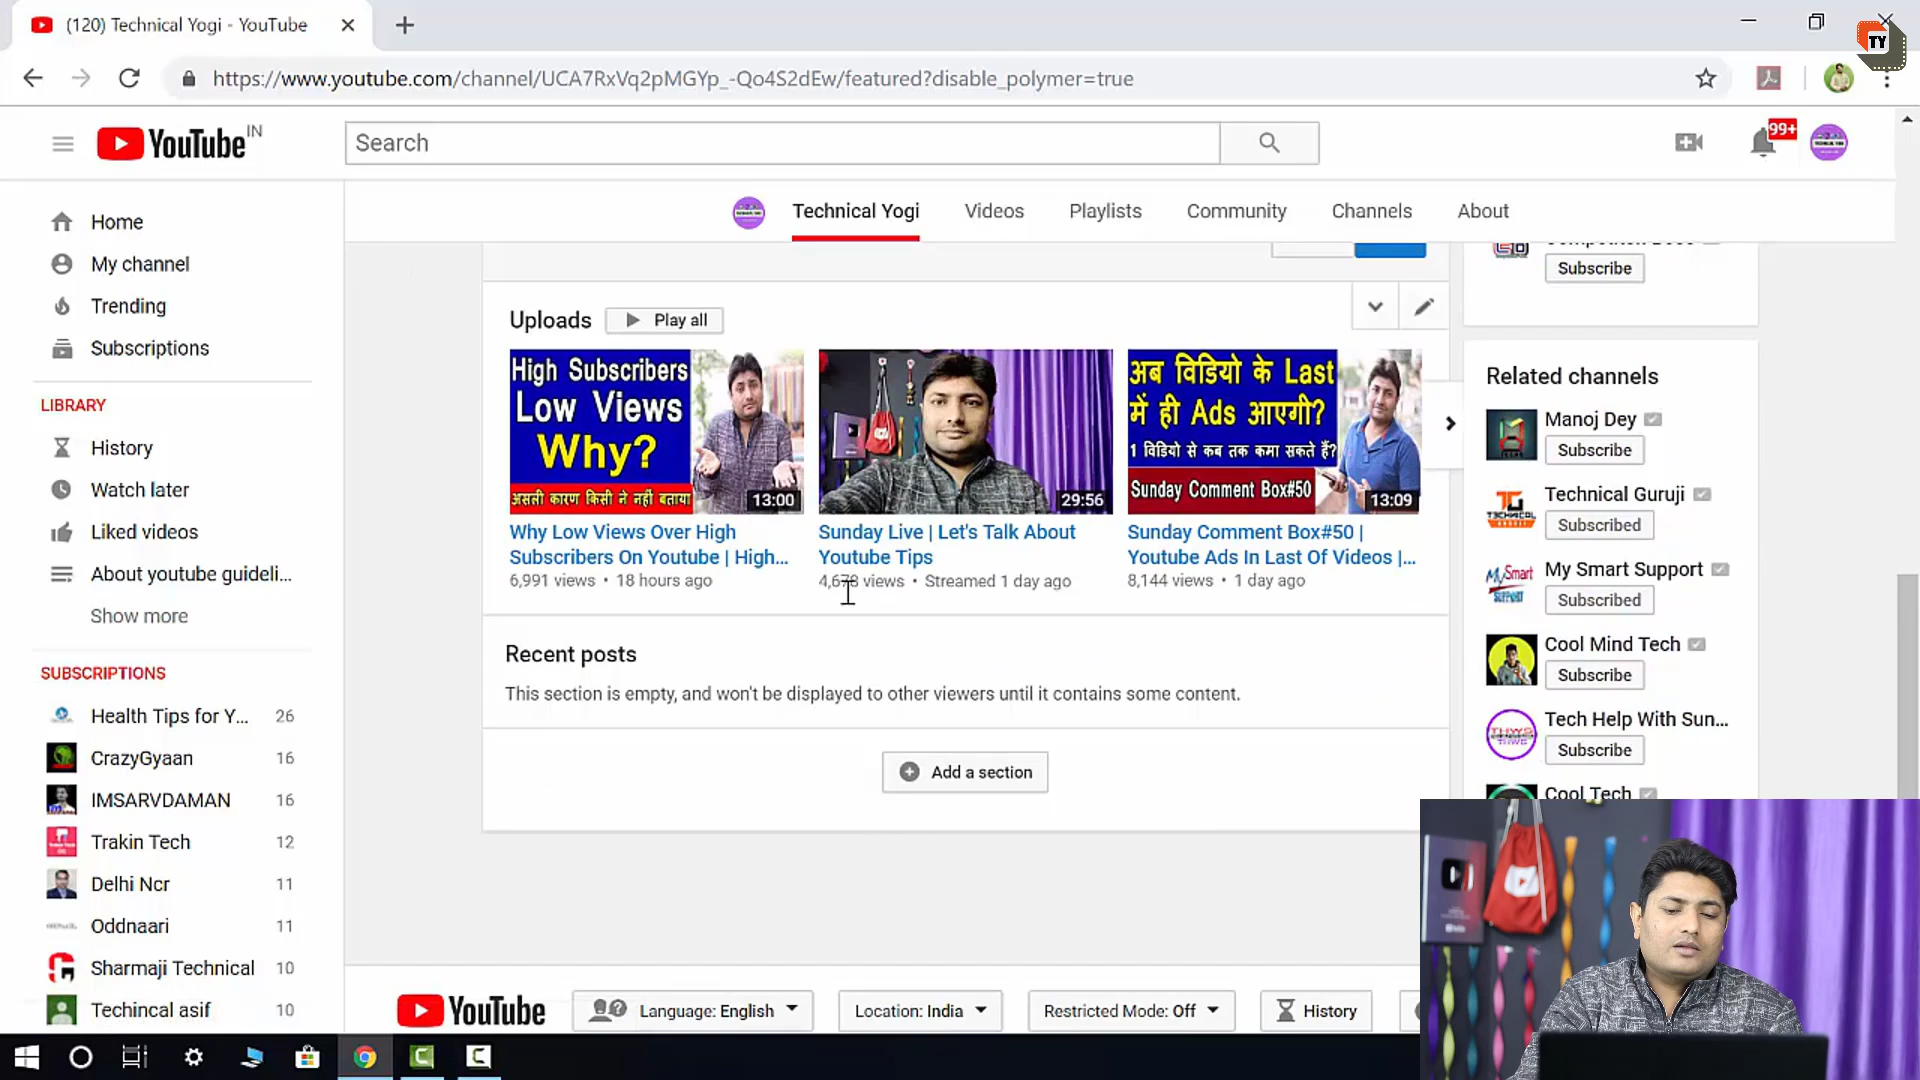 (120) Technical Yogi - YouTube
TY
https://www.youtube.com/channel/UCA7RxVq2pMGYp_-Qo4S2dEw/featured?disable_polymer=true
YouTube IN
Search
99+
Technical Yogi Videos Playlists Community Channels About
Home
My channel
Trending
Subscriptions
LIBRARY
History
Watch later
Liked videos
About youtube guideli...
Show more
SUBSCRIPTIONS
Health Tips for Y... 26
CrazyGyaan 16
IMSARVDAMAN 16
Trakin Tech 12
Delhi Ncr 11
Oddnaari 11
Sharmaji Technical 10
Techincal asif 10
Uploads Play all
High Subscribers
Low Views
Why?
असली कारण किसी ने नहीं बताया
13:00
Why Low Views Over High
Subscribers On Youtube | High...
6,991 views • 18 hours ago
29:56
Sunday Live | Let's Talk About
Youtube Tips
views • Streamed 1 day ago
अब विडियो के Last
में ही Ads आएगी?
1 विडियो से कब तक कमा सकते हैं?
Sunday Comment Box#50
13:09
Sunday Comment Box#50 |
Youtube Ads In Last Of Videos |...
8,144 views • 1 day ago
Recent posts
This section is empty, and won't be displayed to other viewers until it contains some content.
Add a section
Subscribe
Related channels
Manoj Dey
Subscribe
Technical Guruji
Subscribed
My Smart Support
Subscribed
Cool Mind Tech
Subscribe
Tech Help With Sun...
Subscribe
Cool Tech
YouTube
Language: English
Location: India
Restricted Mode: Off
History